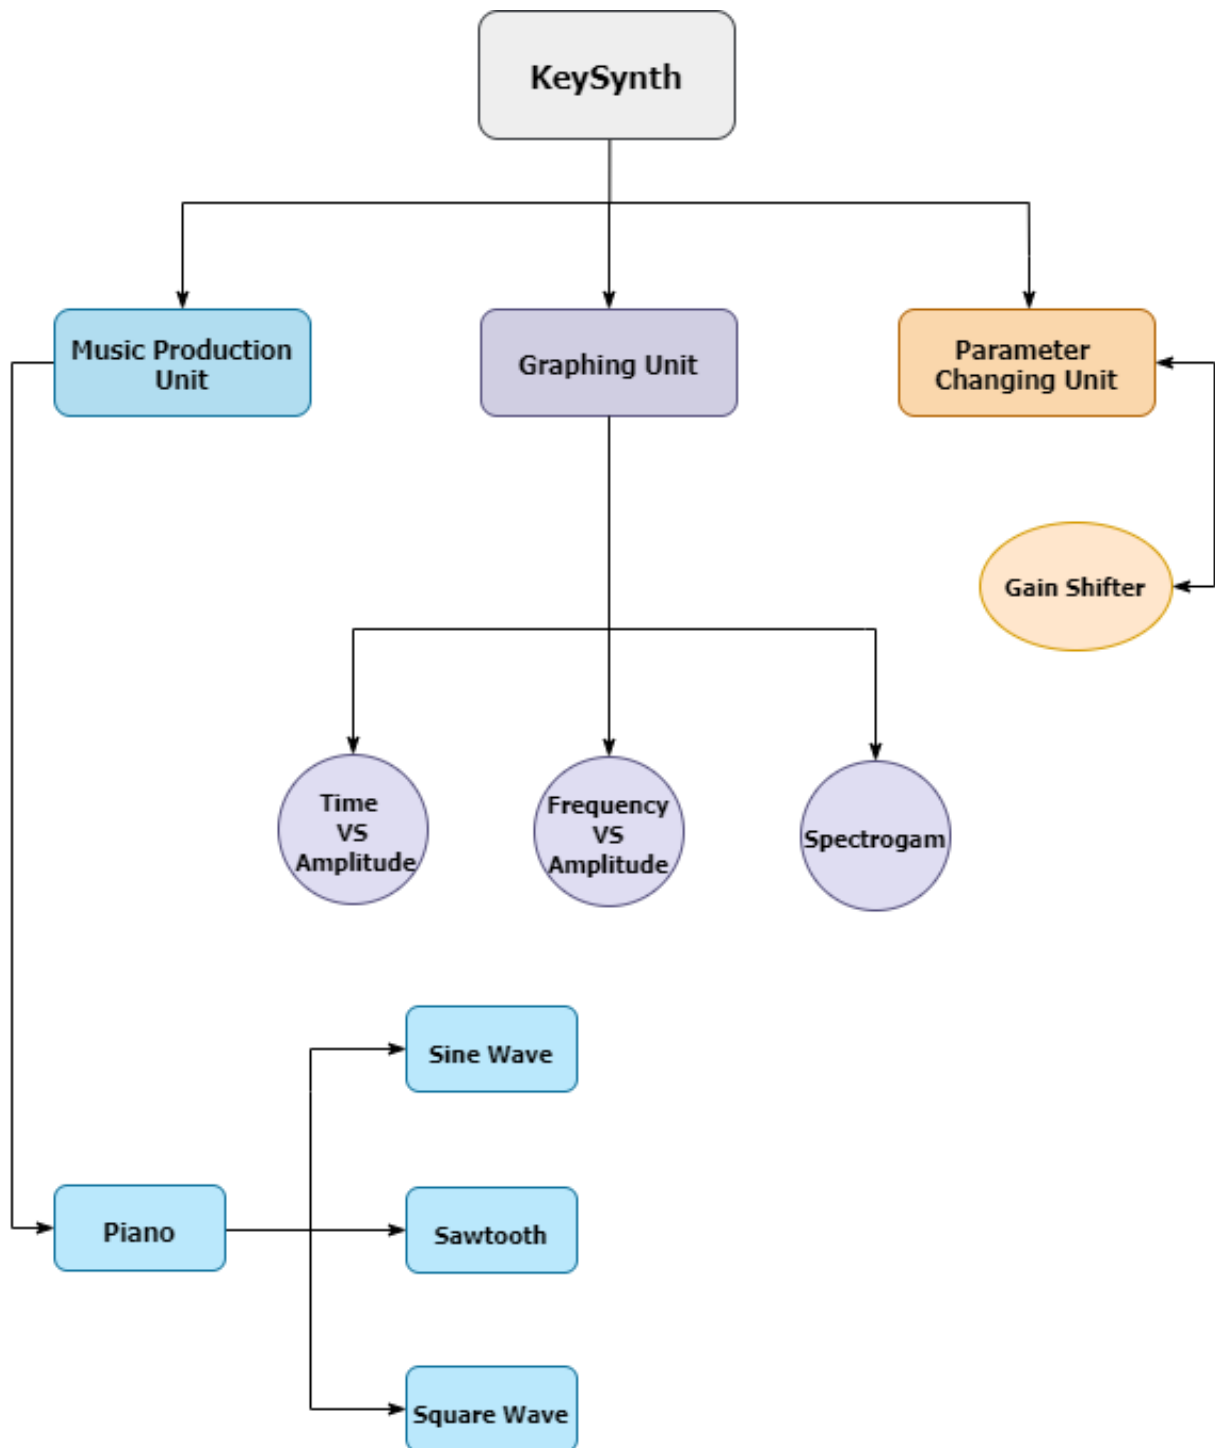 KeySynth
Music Production
Unit
Graphing Unit
Parameter
Changing Unit
Gain Shifter
Time
VS
Amplitude
Frequency
VS
Amplitude
Spectrogam
Sine Wave
Piano
Sawtooth
Square Wave